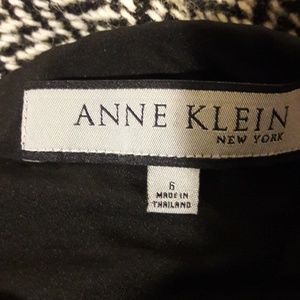 ANNE KLEIN
NEW YORK
6
MADE IN
THAILAND